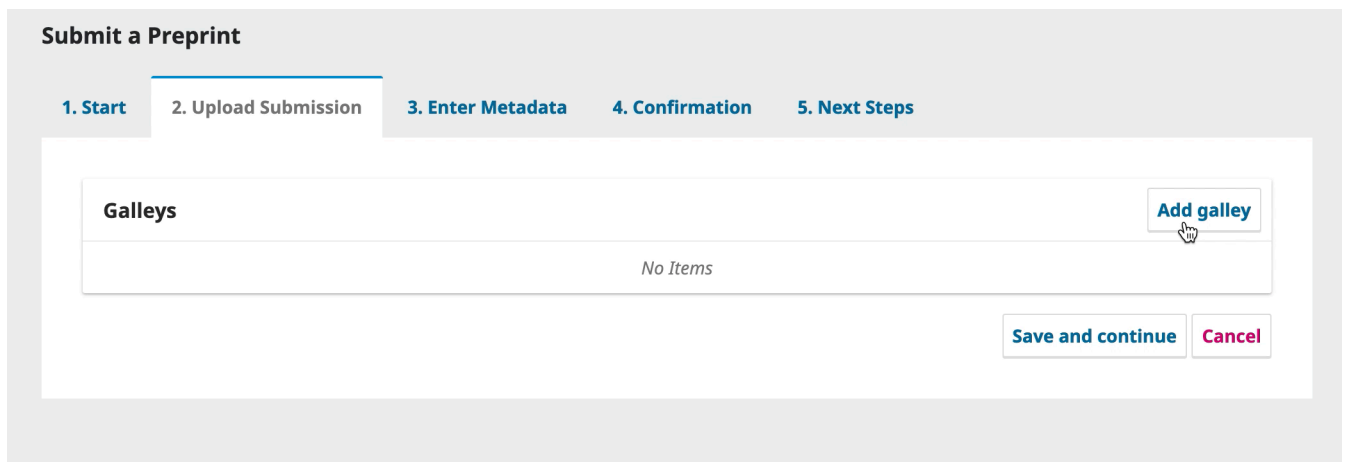 Submit a Preprint
1. Start 2. Upload Submission 3. Enter Metadata 4. Confirmation 5. Next Steps
Galleys Add galley
No Items
Save and continue Cancel